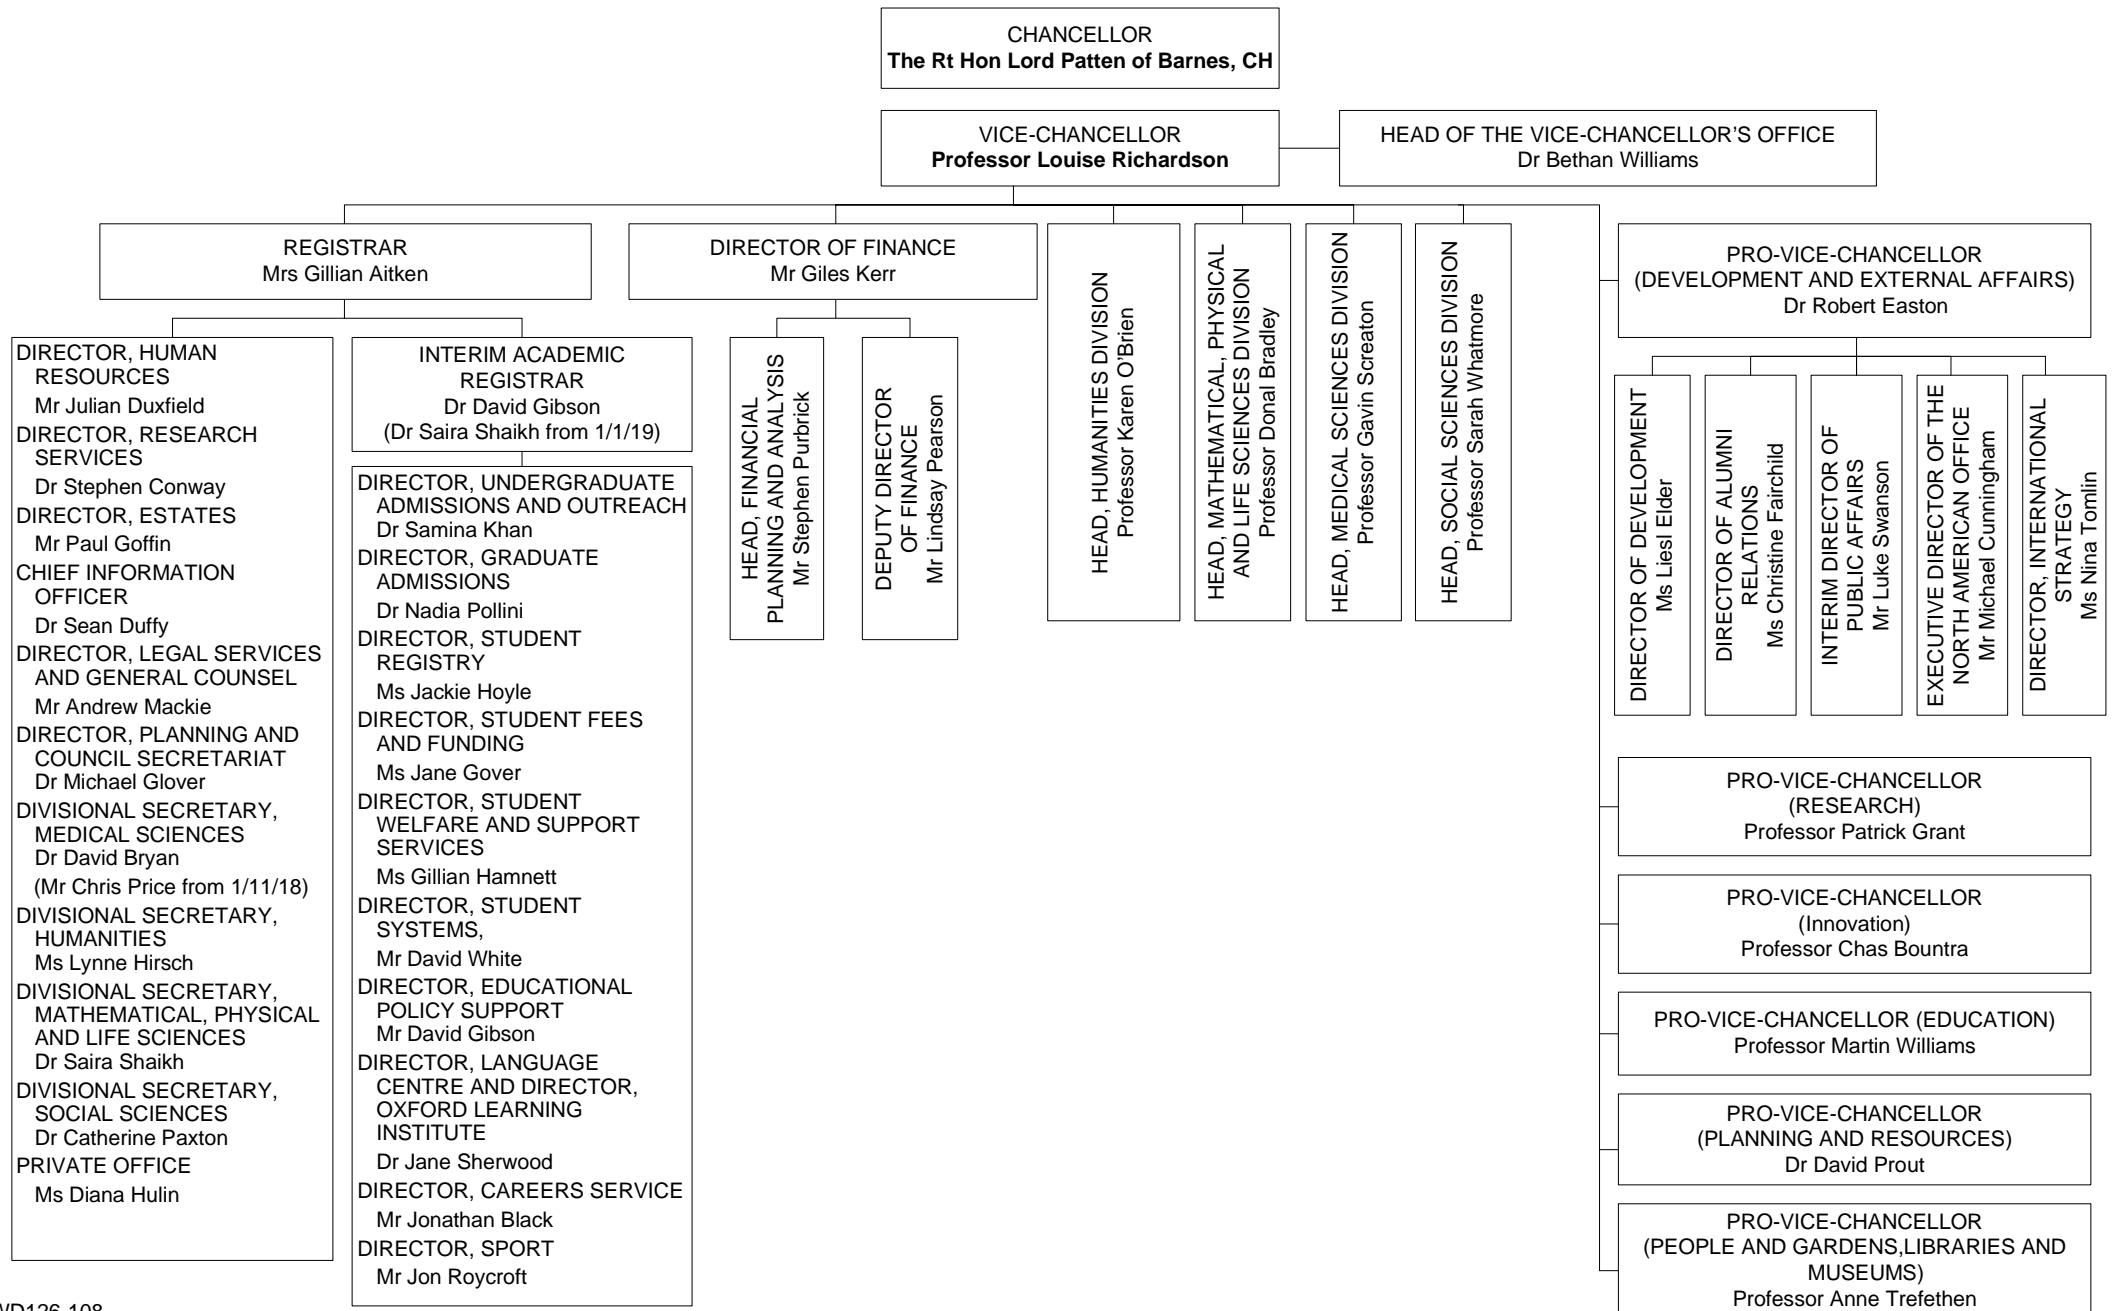 CHANCELLOR
The Rt Hon Lord Patten of Barnes, CH
VICE-CHANCELLOR
Professor Louise Richardson
HEAD OF THE VICE-CHANCELLOR'S OFFICE
Dr Bethan Williams
REGISTRAR
Mrs Gillian Aitken
DIRECTOR, HUMAN
RESOURCES
Mr Julian Duxfield
DIRECTOR, RESEARCH
SERVICES
Dr Stephen Conway
DIRECTOR, ESTATES
Mr Paul Goffin
CHIEF INFORMATION
OFFICER
Dr Sean Duffy
DIRECTOR, LEGAL SERVICES
AND GENERAL COUNSEL
Mr Andrew Mackie
DIRECTOR, PLANNING AND
COUNCIL SECRETARIAT
Dr Michael Glover
DIVISIONAL SECRETARY,
MEDICAL SCIENCES
Dr David Bryan
(Mr Chris Price from 1/11/18)
DIVISIONAL SECRETARY,
HUMANITIES
Ms Lynne Hirsch
DIVISIONAL SECRETARY,
MATHEMATICAL, PHYSICAL
AND LIFE SCIENCES
Dr Saira Shaikh
DIVISIONAL SECRETARY,
SOCIAL SCIENCES
Dr Catherine Paxton
PRIVATE OFFICE
Ms Diana Hulin
INTERIM ACADEMIC
REGISTRAR
Dr David Gibson
(Dr Saira Shaikh from 1/1/19)
DIRECTOR, UNDERGRADUATE
ADMISSIONS AND OUTREACH
Dr Samina Khan
DIRECTOR, GRADUATE
ADMISSIONS
Dr Nadia Pollini
DIRECTOR, STUDENT
REGISTRY
Ms Jackie Hoyle
DIRECTOR, STUDENT FEES
AND FUNDING
Ms Jane Gover
DIRECTOR, STUDENT
WELFARE AND SUPPORT
SERVICES
Ms Gillian Hamnett
DIRECTOR, STUDENT
SYSTEMS,
Mr David White
DIRECTOR, EDUCATIONAL
POLICY SUPPORT
Mr David Gibson
DIRECTOR, LANGUAGE
CENTRE AND DIRECTOR,
OXFORD LEARNING
INSTITUTE
Dr Jane Sherwood
DIRECTOR, CAREERS SERVICE
Mr Jonathan Black
DIRECTOR, SPORT
Mr Jon Roycroft
DIRECTOR OF FINANCE
Mr Giles Kerr
HEAD, FINANCIAL
PLANNING AND ANALYSIS
Mr Stephen Purbrick
DEPUTY DIRECTOR
OF FINANCE
Mr Lindsay Pearson
HEAD, HUMANITIES DIVISION
Professor Karen O'Brien
HEAD, MATHEMATICAL, PHYSICAL
AND LIFE SCIENCES DIVISION
Professor Donal Bradley
HEAD, MEDICAL SCIENCES DIVISION
Professor Gavin Screaton
HEAD, SOCIAL SCIENCES DIVISION
Professor Sarah Whatmore
PRO-VICE-CHANCELLOR
(DEVELOPMENT AND EXTERNAL AFFAIRS)
Dr Robert Easton
DIRECTOR OF DEVELOPMENT
Ms Liesl Elder
DIRECTOR OF ALUMNI
RELATIONS
Ms Christine Fairchild
INTERIM DIRECTOR OF
PUBLIC AFFAIRS
Mr Luke Swanson
EXECUTIVE DIRECTOR OF THE
NORTH AMERICAN OFFICE
Mr Michael Cunningham
DIRECTOR, INTERNATIONAL
STRATEGY
Ms Nina Tomlin
PRO-VICE-CHANCELLOR
(RESEARCH)
Professor Patrick Grant
PRO-VICE-CHANCELLOR
(Innovation)
Professor Chas Bountra
PRO-VICE-CHANCELLOR (EDUCATION)
Professor Martin Williams
PRO-VICE-CHANCELLOR
(PLANNING AND RESOURCES)
Dr David Prout
PRO-VICE-CHANCELLOR
(PEOPLE AND GARDENS,LIBRARIES AND
MUSEUMS)
Professor Anne Trefethen